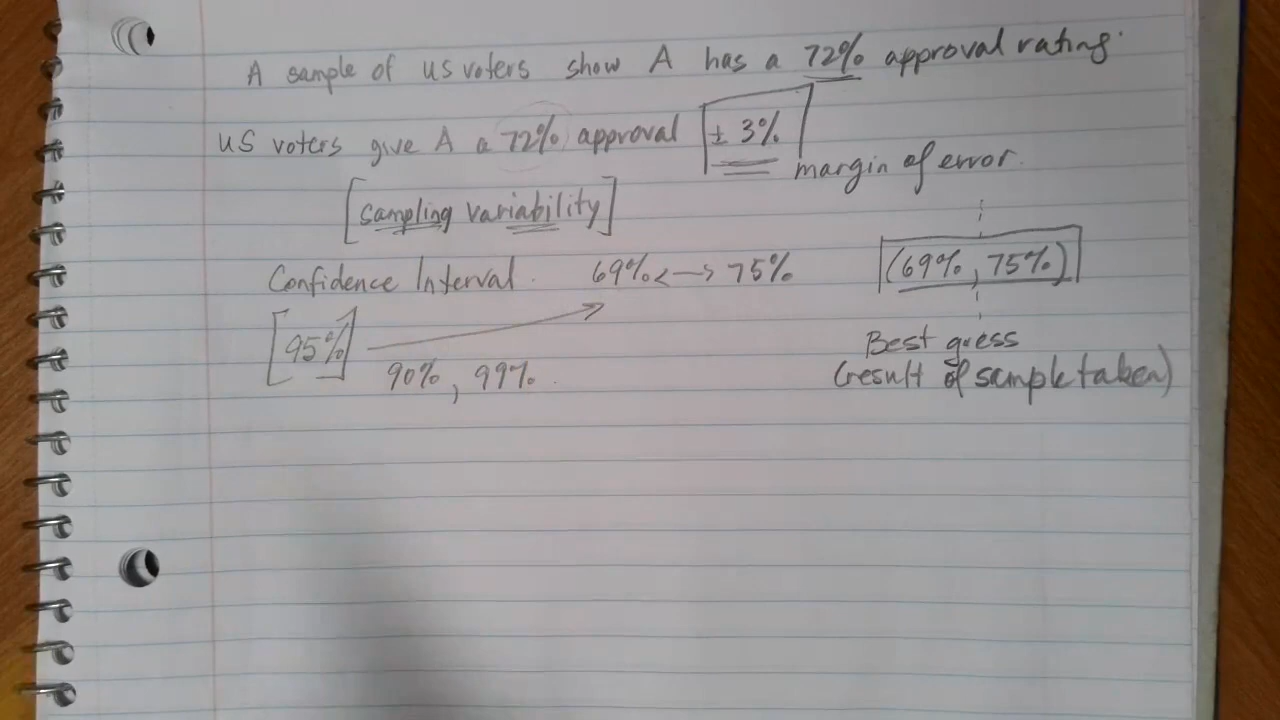 A sample of US voters show A has a 72% approval rating.
US voters give A a 72% approval ± 3%
margin of error.
[sampling variability]
Confidence Interval. 69% <—> 75% (69%, 75%)
[95%]
90%, 99%.
Best guess
(result of sample taken)